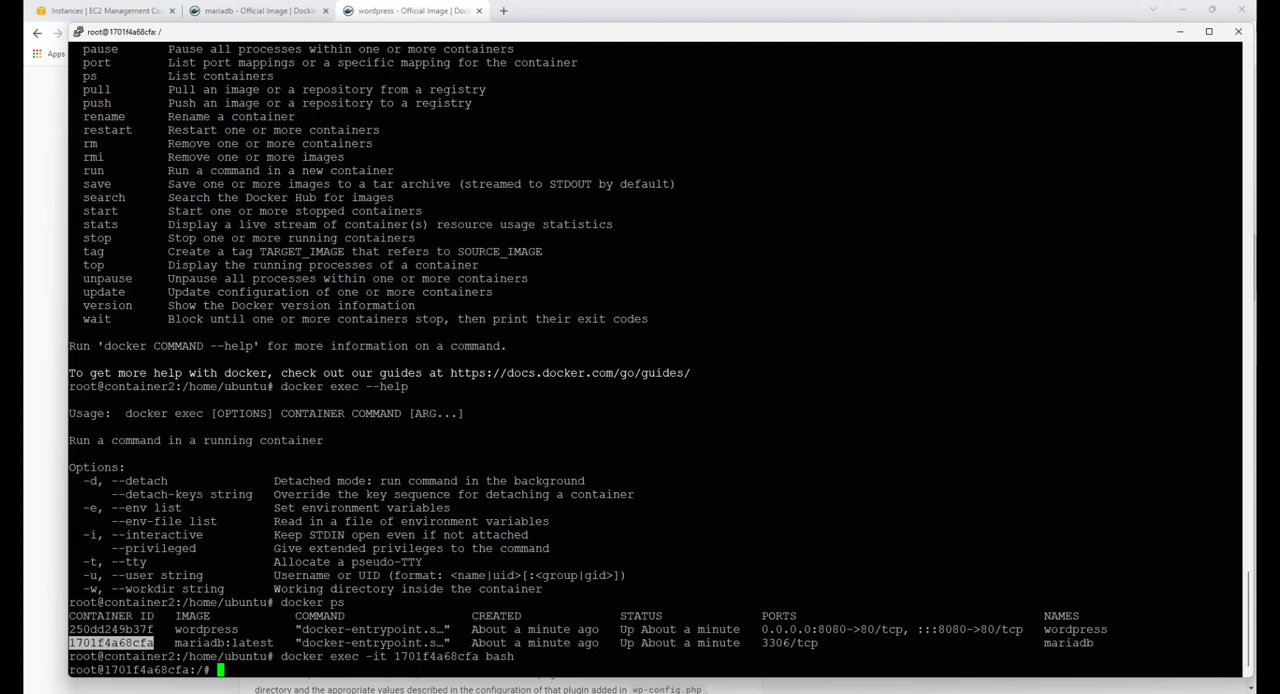 Instances | EC2 Management Co
mariadb - Official Image | Docke
wordpress - Official Image | Doc
Apps
root@1701f4a68cfa: /
pause Pause all processes within one or more containers
port List port mappings or a specific mapping for the container
ps List containers
pull Pull an image or a repository from a registry
push Push an image or a repository to a registry
rename Rename a container
restart Restart one or more containers
rm Remove one or more containers
rmi Remove one or more images
run Run a command in a new container
save Save one or more images to a tar archive (streamed to STDOUT by default)
search Search the Docker Hub for images
start Start one or more stopped containers
stats Display a live stream of container(s) resource usage statistics
stop Stop one or more running containers
tag Create a tag TARGET_IMAGE that refers to SOURCE_IMAGE
top Display the running processes of a container
unpause Unpause all processes within one or more containers
update Update configuration of one or more containers
version Show the Docker version information
wait Block until one or more containers stop, then print their exit codes
Run 'docker COMMAND --help' for more information on a command.
To get more help with docker, check out our guides at https://docs.docker.com/go/guides/
root@container2:/home/ubuntu# docker exec --help
Usage: docker exec [OPTIONS] CONTAINER COMMAND [ARG...]
Run a command in a running container
Options:
-d, --detach Detached mode: run command in the background
--detach-keys string Override the key sequence for detaching a container
-e, --env list Set environment variables
--env-file list Read in a file of environment variables
-i, --interactive Keep STDIN open even if not attached
--privileged Give extended privileges to the command
-t, --tty Allocate a pseudo-TTY
-u, --user string Username or UID (format: <name|uid>[:<group|gid>])
-w, --workdir string Working directory inside the container
root@container2:/home/ubuntu# docker ps
CONTAINER ID IMAGE COMMAND CREATED STATUS PORTS NAMES
250dd249b37f wordpress "docker-entrypoint.s…" About a minute ago Up About a minute 0.0.0.0:8080->80/tcp, :::8080->80/tcp wordpress
1701f4a68cfa mariadb:latest "docker-entrypoint.s…" About a minute ago Up About a minute 3306/tcp mariadb
root@container2:/home/ubuntu# docker exec -it 1701f4a68cfa bash
root@1701f4a68cfa:/#
directory and the appropriate values described in the configuration of that plugin added in wp-config.php.